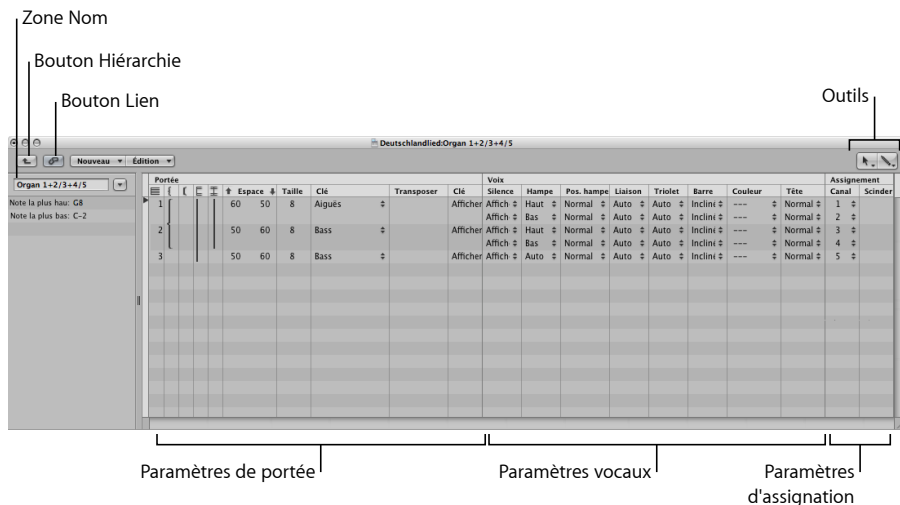 Zone Nom
Bouton Hiérarchie
Bouton Lien
Outils
Deutschlandlied:Organ 1+2/3+4/5
Nouveau Édition
Organ 1+2/3+4/5
Note la plus hau: G8
Note la plus bas: C-2
Portée Voix Assignement
Espace Taille Clé Transposer Clé Silence Hampe Pos. hampe Liaison Triolet Barre Couleur Tête Canal Scinder
1 60 50 8 Aiguës Afficher Affich Haut Normal Auto Auto Incliné --- Normal 1
Affich Bas Normal Auto Auto Incliné --- Normal 2
2 50 60 8 Bass Afficher Affich Haut Normal Auto Auto Incliné --- Normal 3
Affich Bas Normal Auto Auto Incliné --- Normal 4
3 50 60 8 Bass Afficher Affich Auto Normal Auto Auto Incliné --- Normal 5
Paramètres de portée
Paramètres vocaux
Paramètres
d'assignation